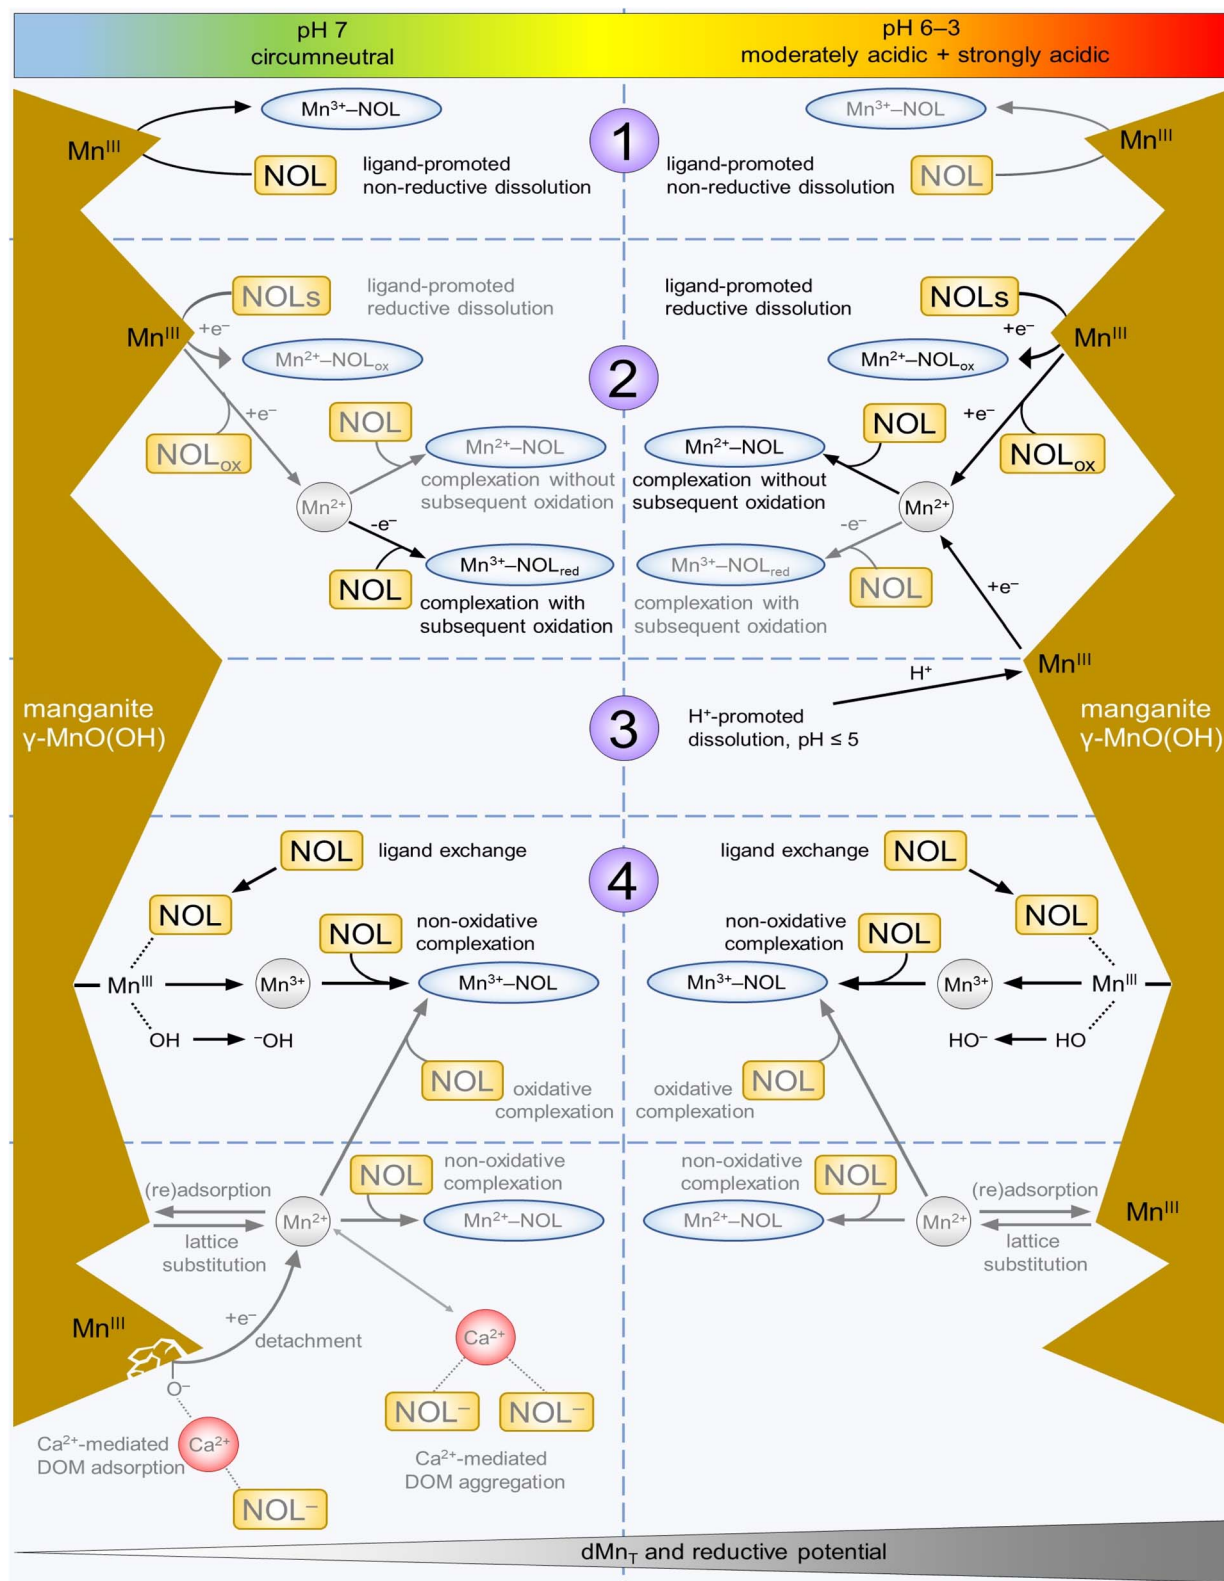 pH 7
circumneutral
pH 6–3
moderately acidic + strongly acidic
1
Mn³⁺–NOL
Mnᴵᴵᴵ
NOL
ligand-promoted
non-reductive dissolution
Mn³⁺–NOL
Mnᴵᴵᴵ
ligand-promoted
non-reductive dissolution
NOL
2
NOLs
ligand-promoted
reductive dissolution
Mnᴵᴵᴵ
+e⁻
Mn²⁺–NOLₒₓ
+e⁻
NOLₒₓ
NOL
Mn²⁺–NOL
complexation without
subsequent oxidation
Mn²⁺
-e⁻
NOL
Mn³⁺–NOLred
complexation with
subsequent oxidation
ligand-promoted
reductive dissolution
NOLs
+e⁻
Mnᴵᴵᴵ
Mn²⁺–NOLₒₓ
+e⁻
NOL
NOLₒₓ
Mn²⁺–NOL
complexation without
subsequent oxidation
Mn²⁺
-e⁻
Mn³⁺–NOLred
NOL
complexation with
subsequent oxidation
+e⁻
Mnᴵᴵᴵ
3
manganite
γ-MnO(OH)
H⁺
H⁺-promoted
dissolution, pH ≤ 5
manganite
γ-MnO(OH)
4
NOL
ligand exchange
NOL
NOL
non-oxidative
complexation
Mnᴵᴵᴵ
Mn³⁺
Mn³⁺–NOL
OH
⁻OH
NOL
oxidative
complexation
ligand exchange
NOL
NOL
non-oxidative
complexation
NOL
Mn³⁺–NOL
Mn³⁺
Mnᴵᴵᴵ
HO⁻
HO
oxidative
complexation
NOL
(re)adsorption
lattice
substitution
Mn²⁺
NOL
non-oxidative
complexation
Mn²⁺–NOL
non-oxidative
complexation
NOL
Mn²⁺–NOL
Mn²⁺
(re)adsorption
lattice
substitution
Mnᴵᴵᴵ
Mnᴵᴵᴵ
+e⁻
detachment
O⁻
Ca²⁺
Ca²⁺-mediated
DOM adsorption
NOL⁻
Ca²⁺
NOL⁻
NOL⁻
Ca²⁺-mediated
DOM aggregation
dMnT and reductive potential